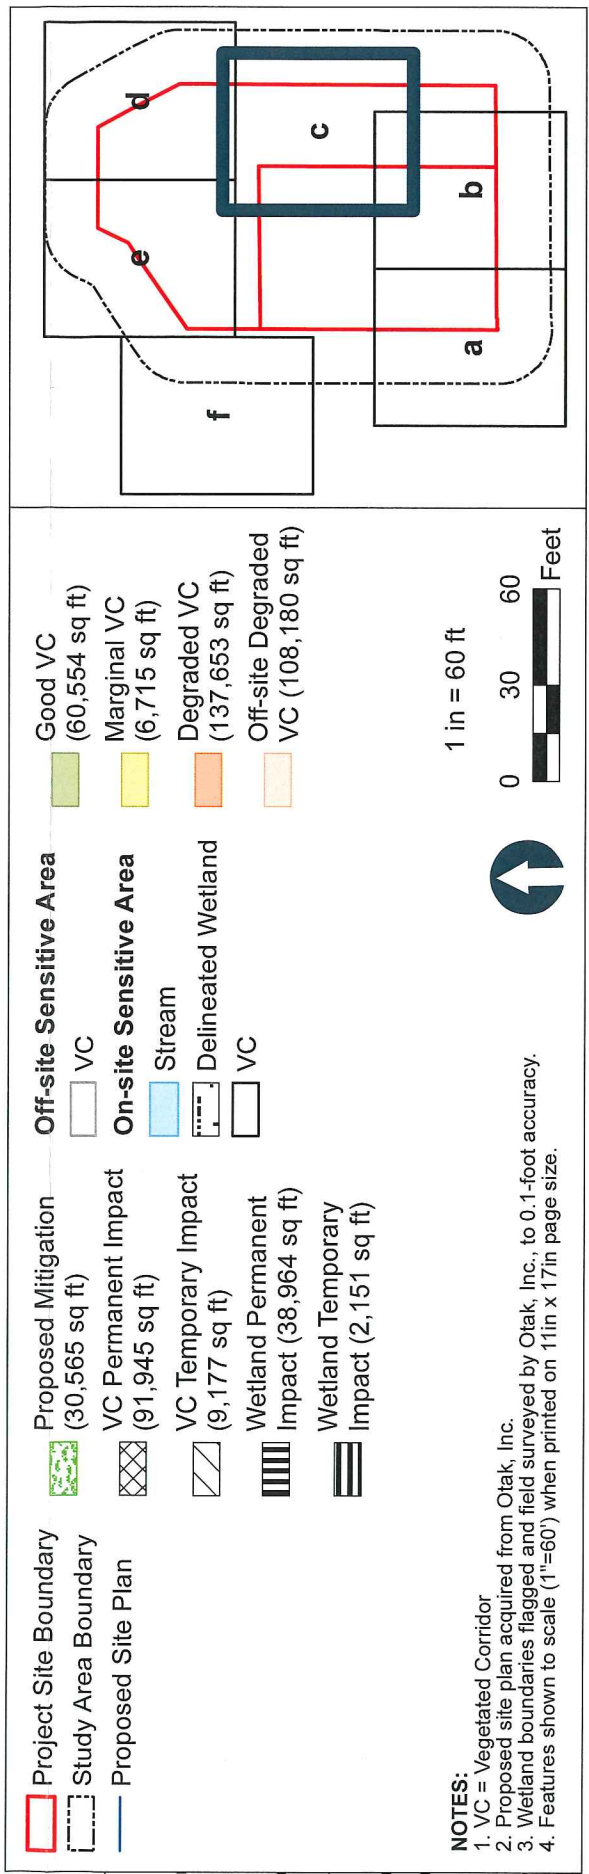 Project Site Boundary
Study Area Boundary
Proposed Site Plan
Proposed Mitigation
(30,565 sq ft)
VC Permanent Impact
(91,945 sq ft)
VC Temporary Impact
(9,177 sq ft)
Wetland Permanent
Impact (38,964 sq ft)
Wetland Temporary
Impact (2,151 sq ft)
Off-site Sensitive Area
VC
On-site Sensitive Area
Stream
Delineated Wetland
VC
Good VC
(60,554 sq ft)
Marginal VC
(6,715 sq ft)
Degraded VC
(137,653 sq ft)
Off-site Degraded
VC (108,180 sq ft)
NOTES:
1. VC = Vegetated Corridor
2. Proposed site plan acquired from Otak, Inc.
3. Wetland boundaries flagged and field surveyed by Otak, Inc., to 0.1-foot accuracy.
4. Features shown to scale (1"=60') when printed on 11in x 17in page size.
1 in = 60 ft
0 30 60
Feet
f
e
d
c
a
b